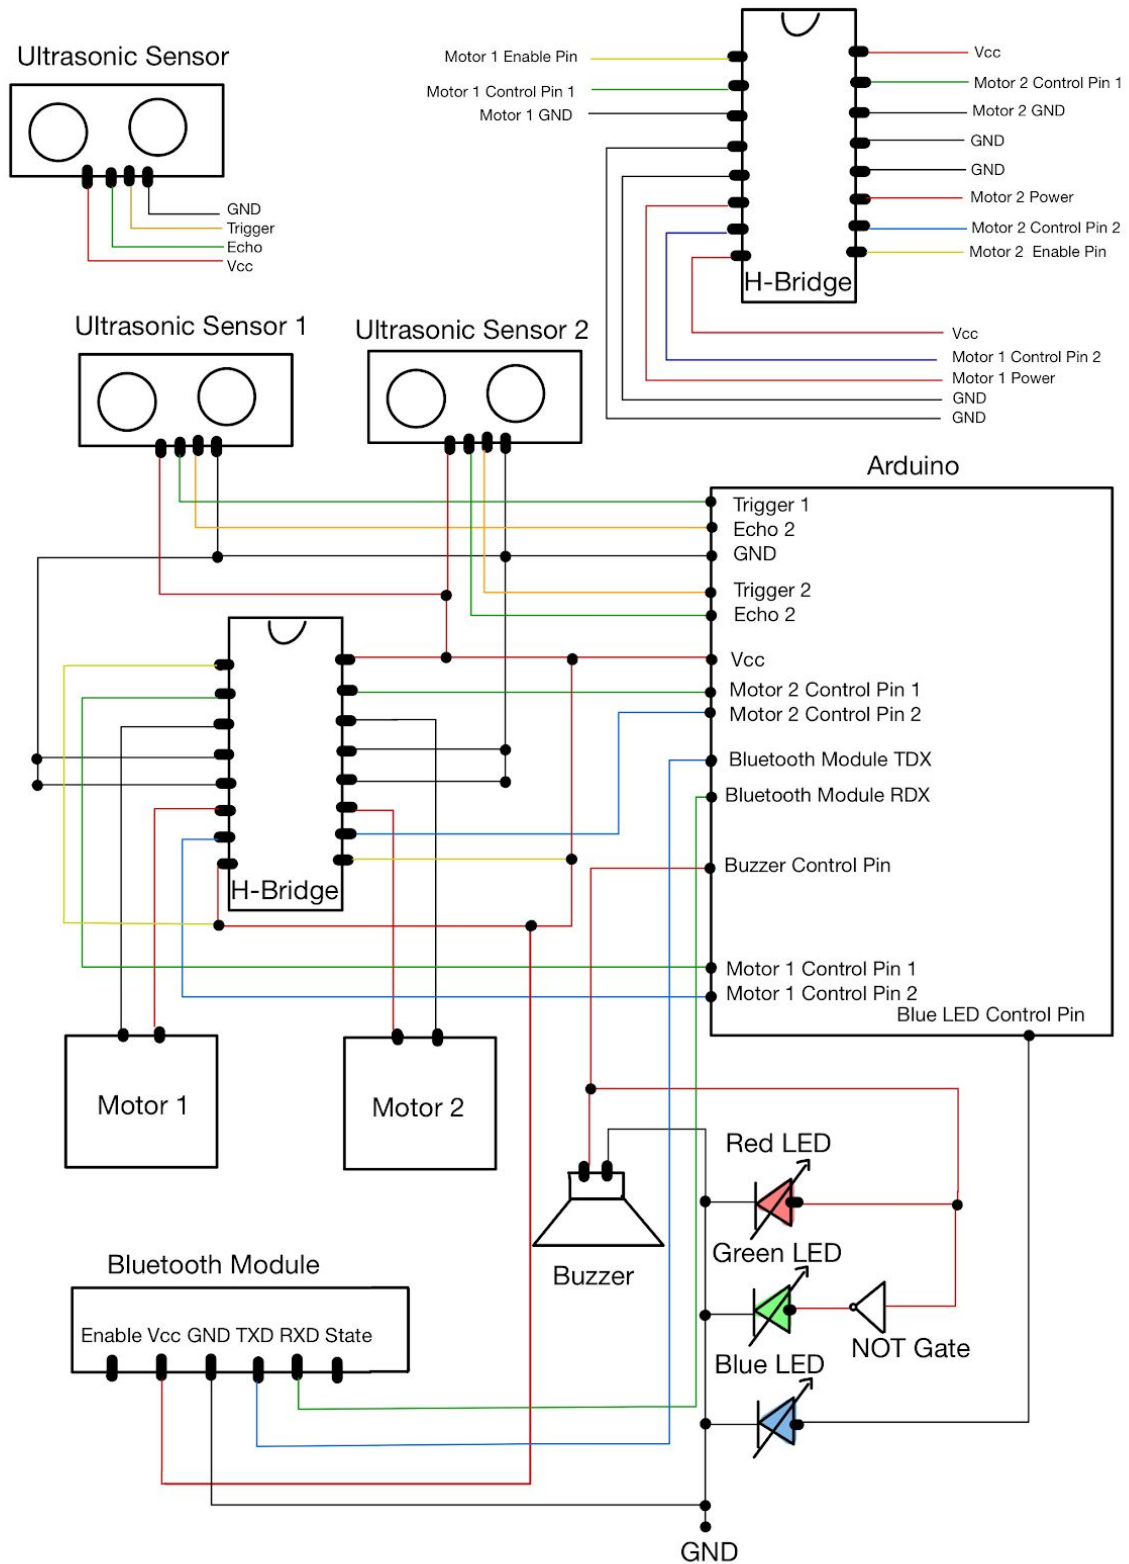 Ultrasonic Sensor
GND
Trigger
Echo
Vcc
Motor 1 Enable Pin
Motor 1 Control Pin 1
Motor 1 GND
Vcc
Motor 2 Control Pin 1
Motor 2 GND
GND
GND
Motor 2 Power
Motor 2 Control Pin 2
Motor 2 Enable Pin
H-Bridge
Vcc
Motor 1 Control Pin 2
Motor 1 Power
GND
GND
Ultrasonic Sensor 1
Ultrasonic Sensor 2
Arduino
Trigger 1
Echo 2
GND
Trigger 2
Echo 2
Vcc
Motor 2 Control Pin 1
Motor 2 Control Pin 2
Bluetooth Module TDX
Bluetooth Module RDX
Buzzer Control Pin
Motor 1 Control Pin 1
Motor 1 Control Pin 2
Blue LED Control Pin
H-Bridge
Motor 1
Motor 2
Red LED
Green LED
Blue LED
NOT Gate
Buzzer
Bluetooth Module
Enable Vcc GND TXD RXD State
GND